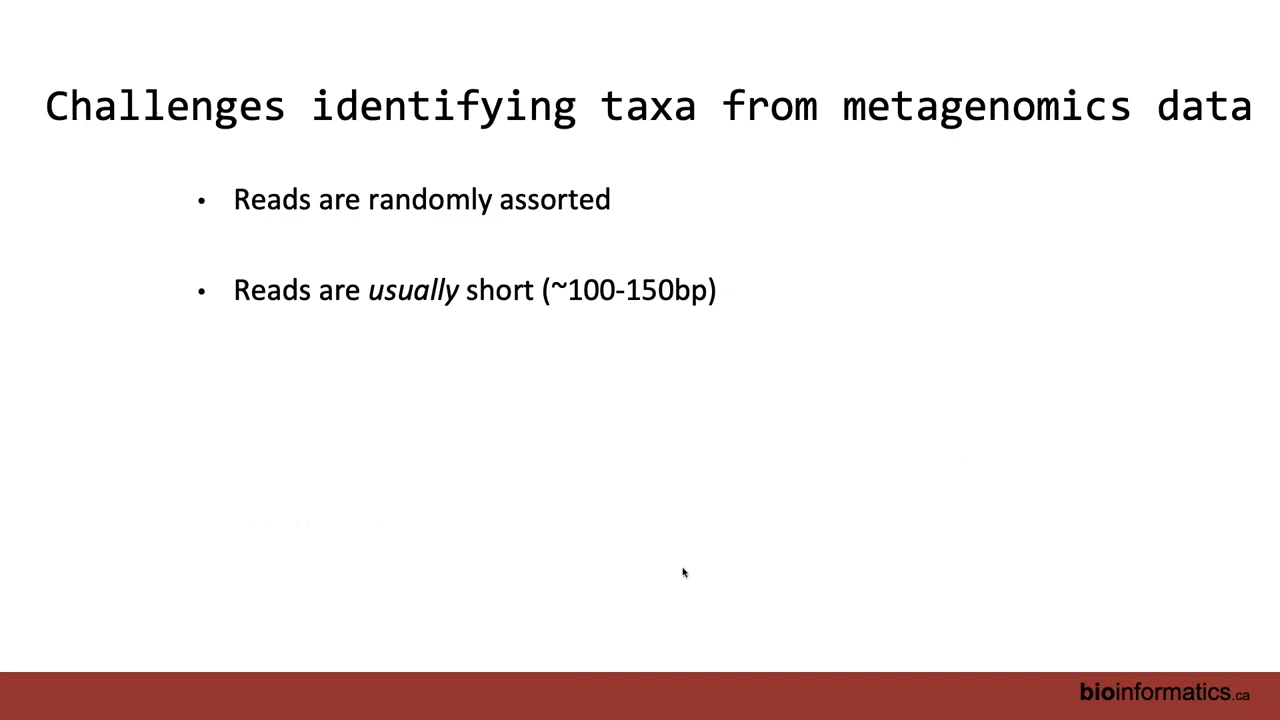 Challenges identifying taxa from metagenomics data
• Reads are randomly assorted
• Reads are usually short (~100-150bp)
bioinformatics.ca